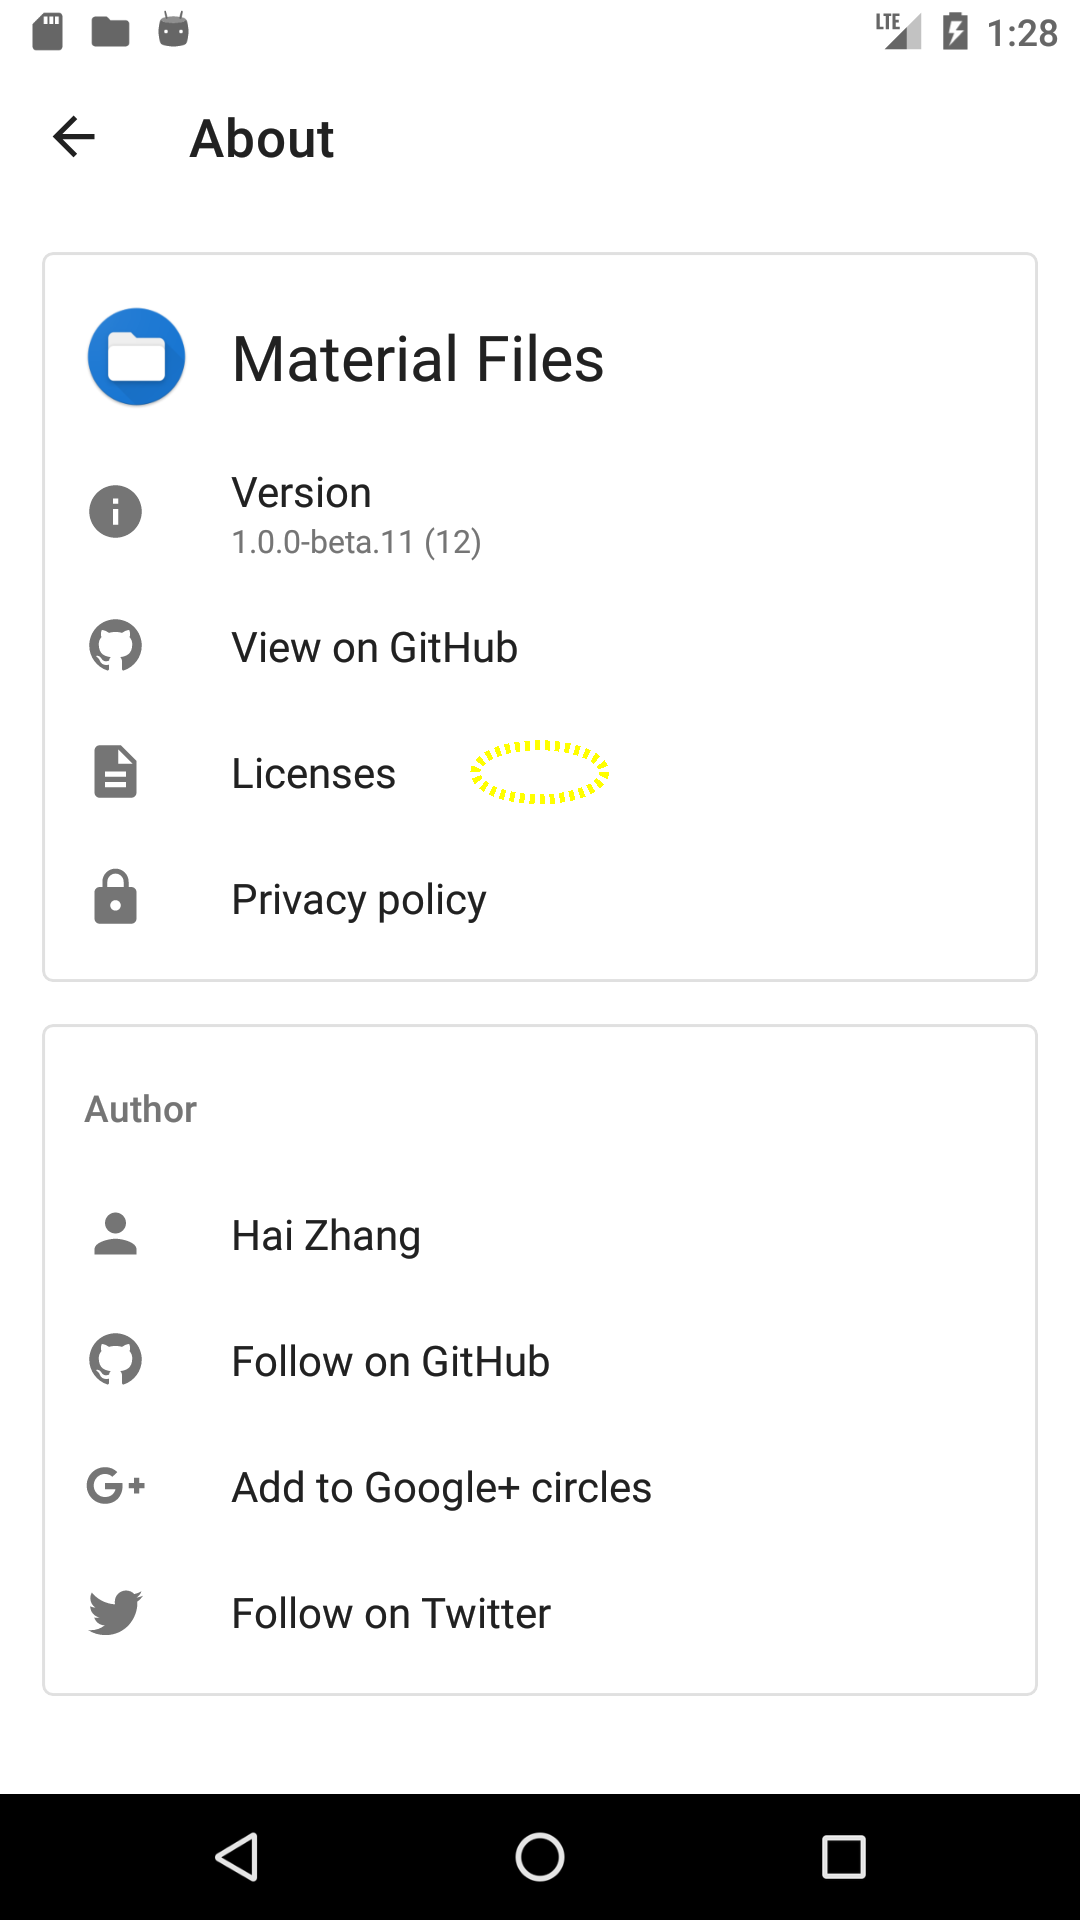 LTE 1:28
About
Material Files
Version
1.0.0-beta.11 (12)
View on GitHub
Licenses
Privacy policy
Author
Hai Zhang
Follow on GitHub
G+ Add to Google+ circles
Follow on Twitter